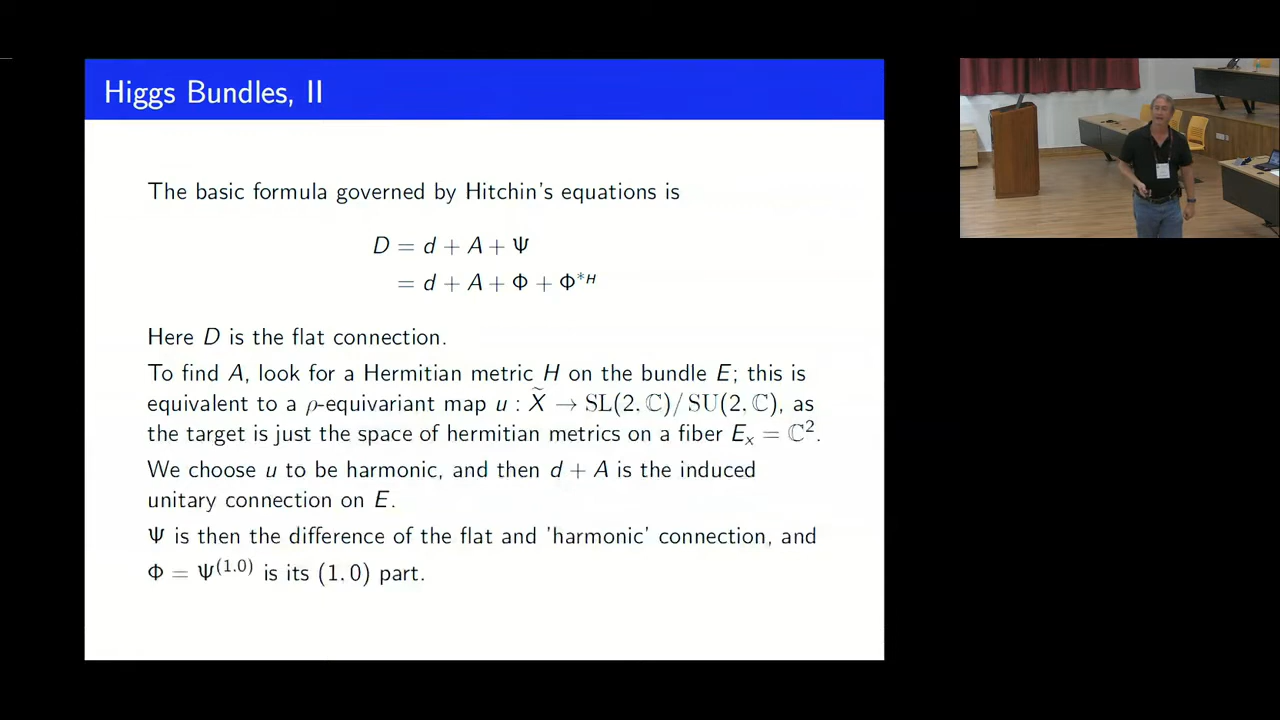 Higgs Bundles, II
The basic formula governed by Hitchin's equations is
D = d + A + Ψ
= d + A + Φ + Φ*ᴴ
Here D is the flat connection.
To find A, look for a Hermitian metric H on the bundle E; this is
equivalent to a ρ-equivariant map u : X̃ → SL(2.ℂ)/ SU(2.ℂ), as
the target is just the space of hermitian metrics on a fiber Eₓ = ℂ².
We choose u to be harmonic, and then d + A is the induced
unitary connection on E.
Ψ is then the difference of the flat and 'harmonic' connection, and
Φ = Ψ⁽¹·⁰⁾ is its (1.0) part.